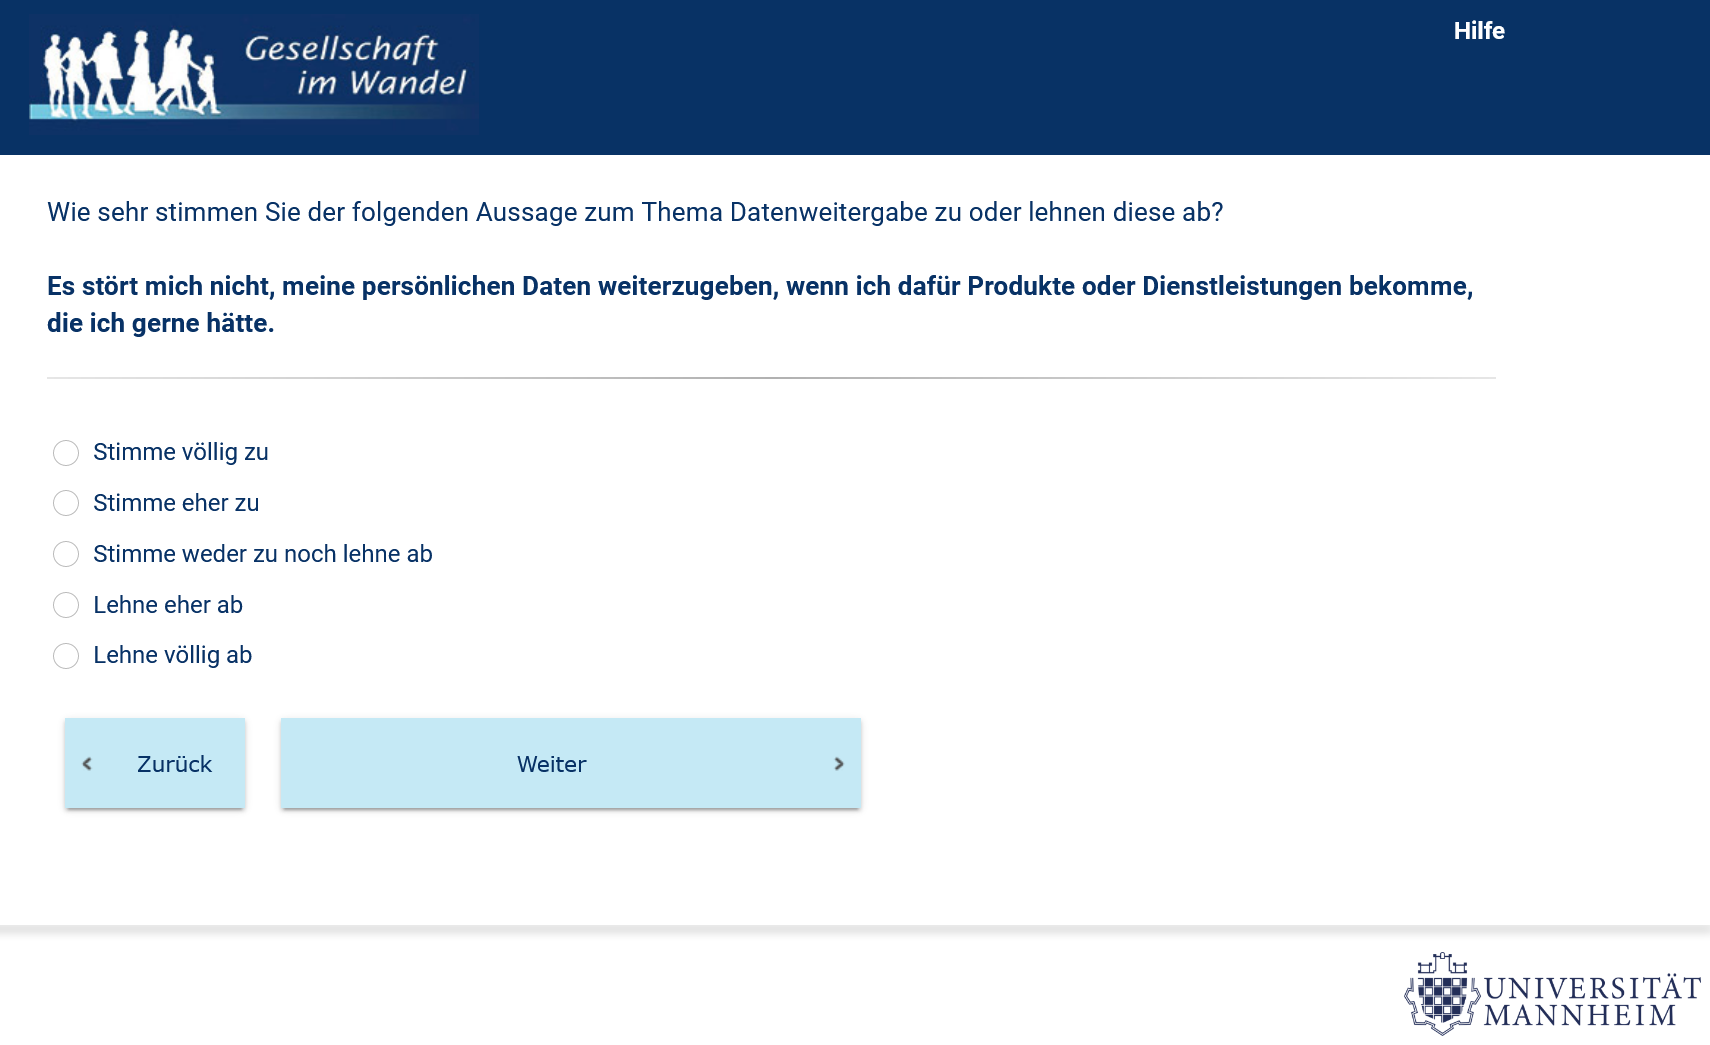 Gesellschaft
im Wandel
Hilfe
Wie sehr stimmen Sie der folgenden Aussage zum Thema Datenweitergabe zu oder lehnen diese ab?
Es stört mich nicht, meine persönlichen Daten weiterzugeben, wenn ich dafür Produkte oder Dienstleistungen bekomme,
die ich gerne hätte.
Stimme völlig zu
Stimme eher zu
Stimme weder zu noch lehne ab
Lehne eher ab
Lehne völlig ab
Zurück
Weiter
UNIVERSITÄT
MANNHEIM